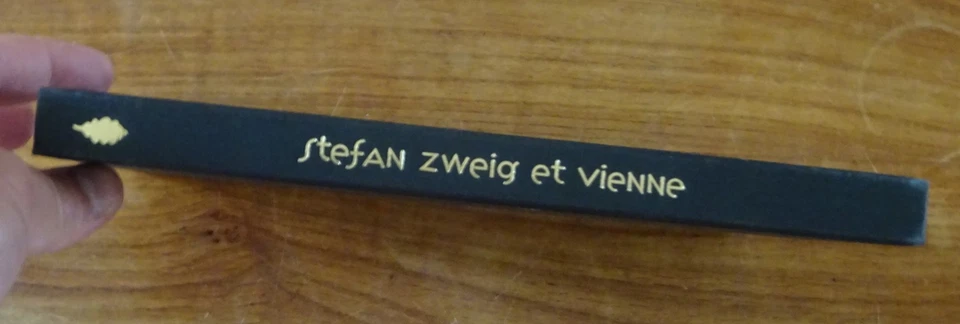 stefan zweig et vienne